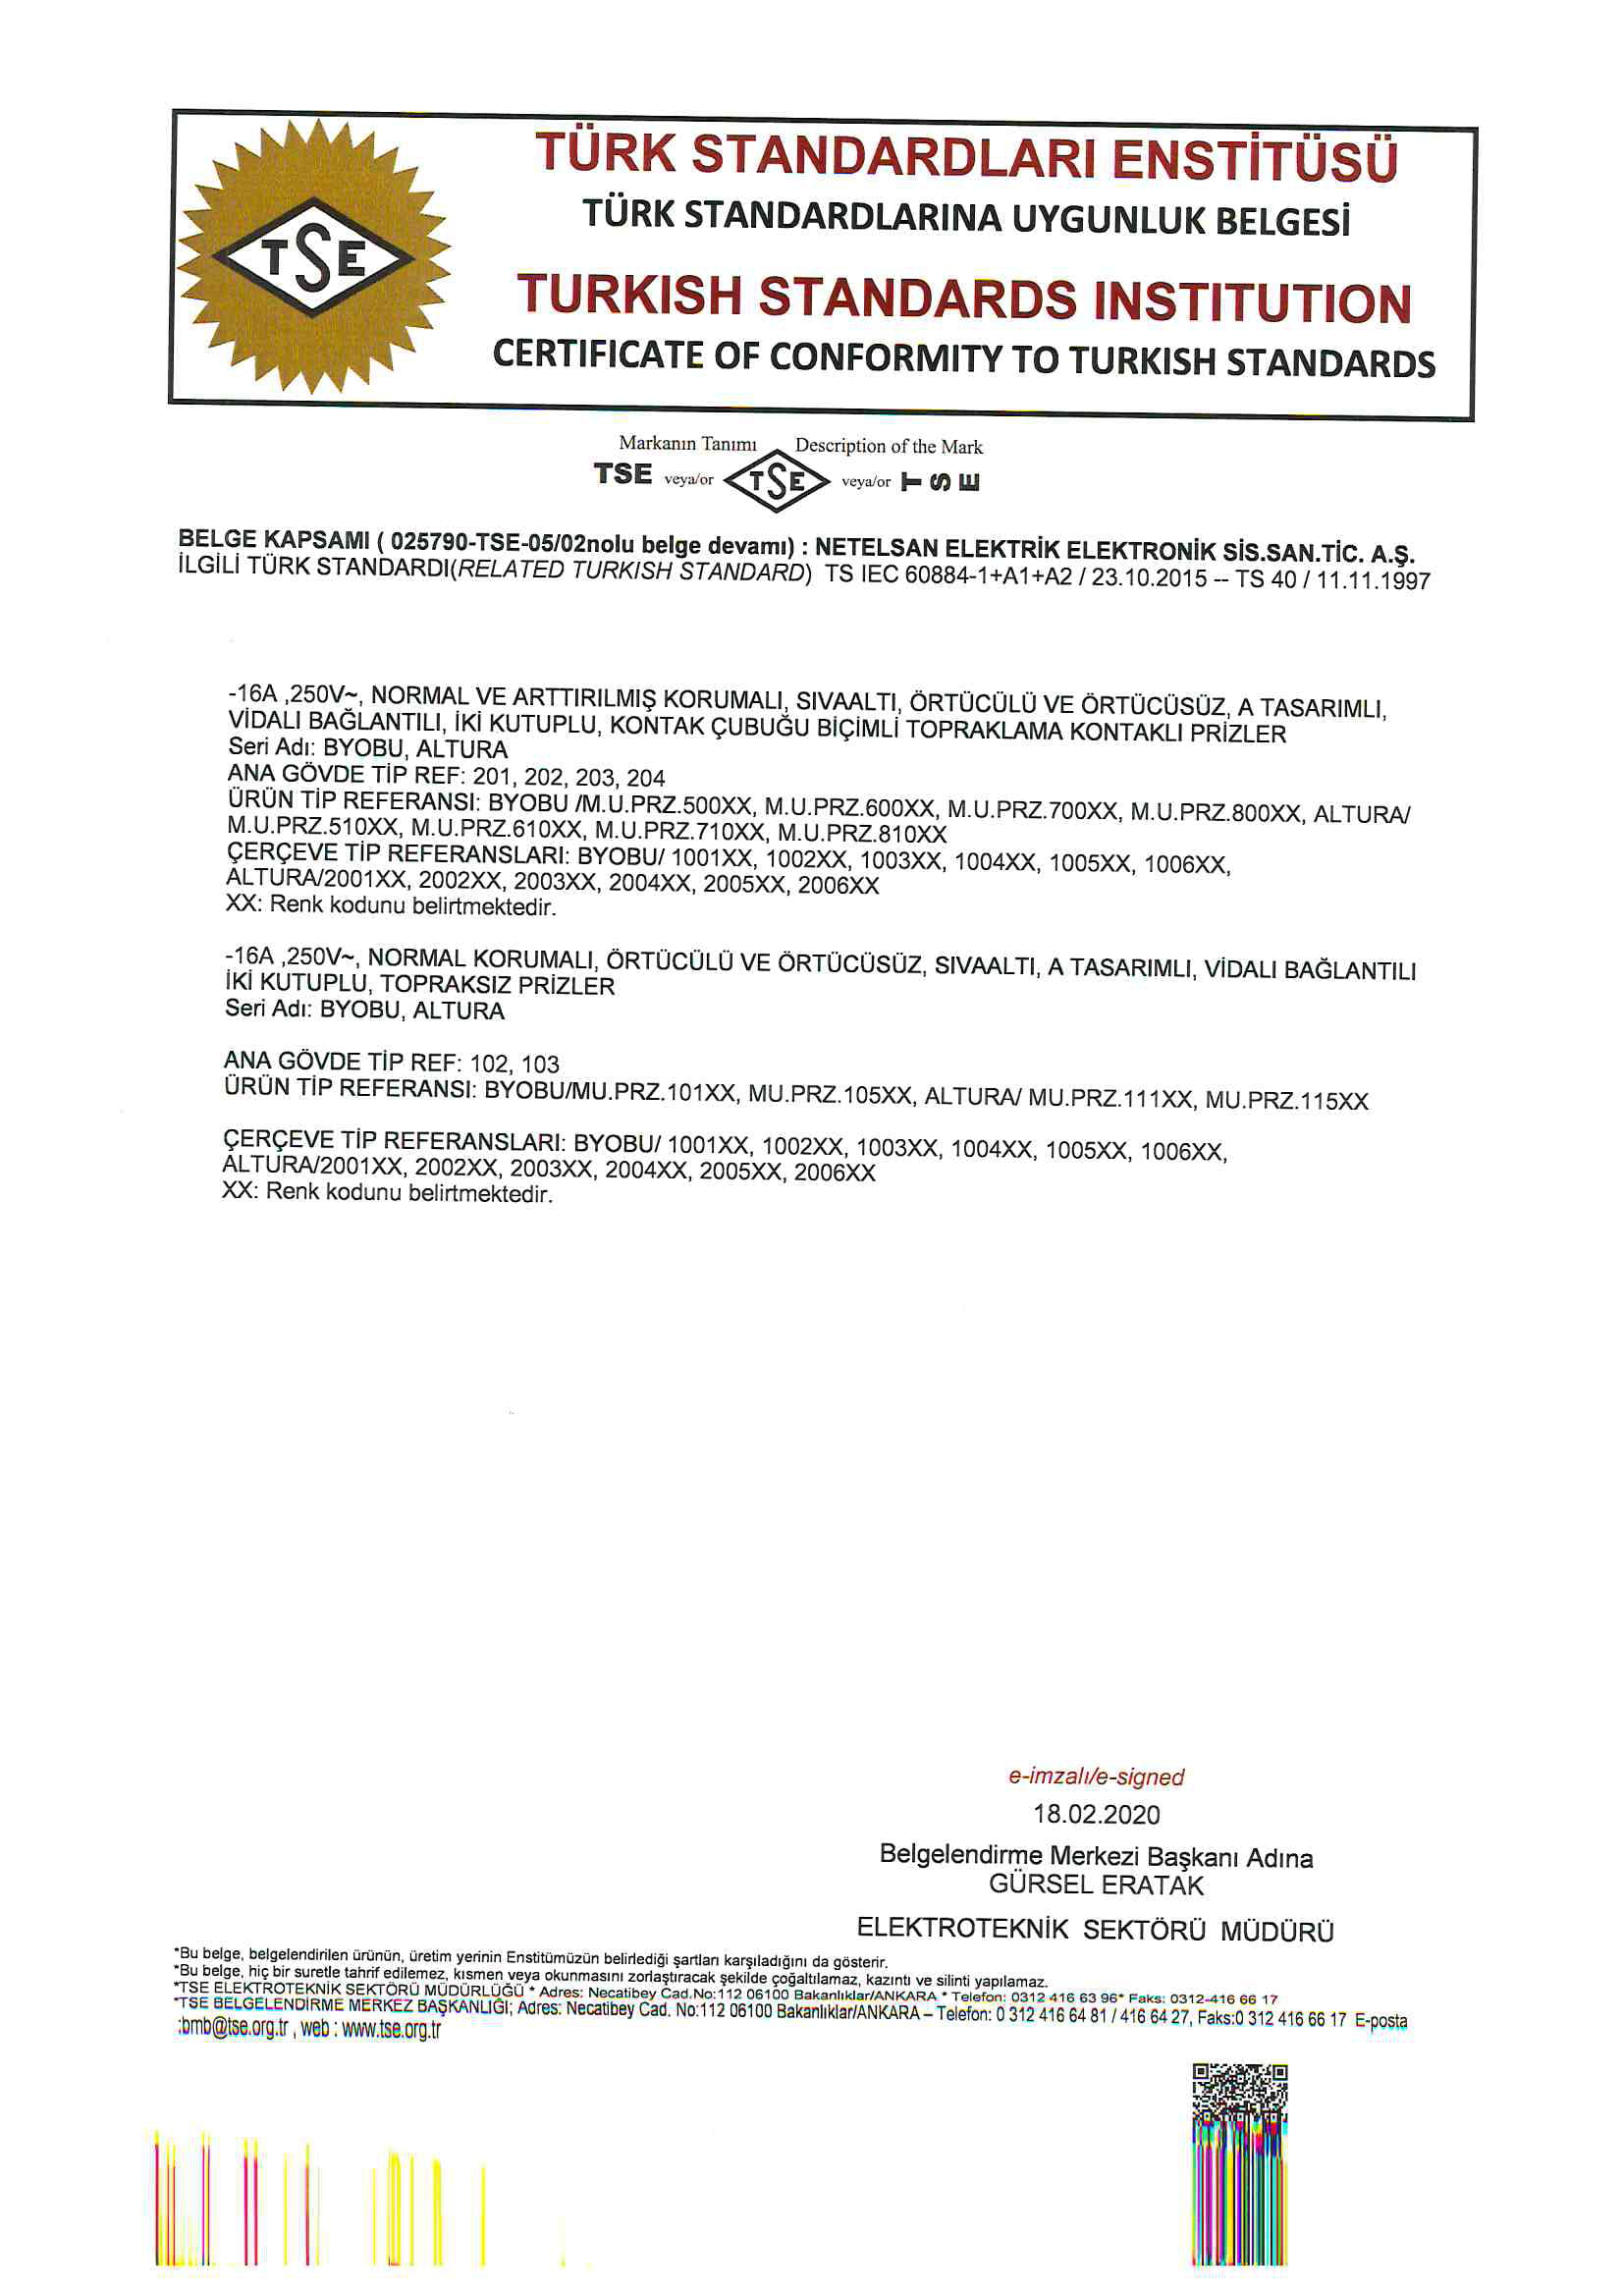 TÜRK STANDARDLARI ENSTİTÜSÜ
TÜRK STANDARDLARINA UYGUNLUK BELGESİ
TURKISH STANDARDS INSTITUTION
CERTIFICATE OF CONFORMITY TO TURKISH STANDARDS
TSE
Markanın Tanımı Description of the Mark
TSE veya/or TSE veya/or TSE
BELGE KAPSAMI ( 025790-TSE-05/02nolu belge devamı) : NETELSAN ELEKTRİK ELEKTRONİK SİS.SAN.TİC. A.Ş.
İLGİLİ TÜRK STANDARDI(RELATED TURKISH STANDARD) TS IEC 60884-1+A1+A2 / 23.10.2015 -- TS 40 / 11.11.1997
-16A ,250V~, NORMAL VE ARTTIRILMIŞ KORUMALI, SIVAALTI, ÖRTÜCÜLÜ VE ÖRTÜCÜSÜZ, A TASARIMLI,
VİDALI BAĞLANTILI, İKİ KUTUPLU, KONTAK ÇUBUĞU BİÇİMLİ TOPRAKLAMA KONTAKLI PRİZLER
Seri Adı: BYOBU, ALTURA
ANA GÖVDE TİP REF: 201, 202, 203, 204
ÜRÜN TİP REFERANSI: BYOBU /M.U.PRZ.500XX, M.U.PRZ.600XX, M.U.PRZ.700XX, M.U.PRZ.800XX, ALTURA/
M.U.PRZ.510XX, M.U.PRZ.610XX, M.U.PRZ.710XX, M.U.PRZ.810XX
ÇERÇEVE TİP REFERANSLARI: BYOBU/ 1001XX, 1002XX, 1003XX, 1004XX, 1005XX, 1006XX,
ALTURA/2001XX, 2002XX, 2003XX, 2004XX, 2005XX, 2006XX
XX: Renk kodunu belirtmektedir.
-16A ,250V~, NORMAL KORUMALI, ÖRTÜCÜLÜ VE ÖRTÜCÜSÜZ, SIVAALTI, A TASARIMLI, VİDALI BAĞLANTILI
İKİ KUTUPLU, TOPRAKSIZ PRİZLER
Seri Adı: BYOBU, ALTURA
ANA GÖVDE TİP REF: 102, 103
ÜRÜN TİP REFERANSI: BYOBU/MU.PRZ.101XX, MU.PRZ.105XX, ALTURA/ MU.PRZ.111XX, MU.PRZ.115XX
ÇERÇEVE TİP REFERANSLARI: BYOBU/ 1001XX, 1002XX, 1003XX, 1004XX, 1005XX, 1006XX,
ALTURA/2001XX, 2002XX, 2003XX, 2004XX, 2005XX, 2006XX
XX: Renk kodunu belirtmektedir.
e-imzalı/e-signed
18.02.2020
Belgelendirme Merkezi Başkanı Adına
GÜRSEL ERATAK
ELEKTROTEKNİK SEKTÖRÜ MÜDÜRÜ
*Bu belge, belgelendirilen ürünün, üretim yerinin Enstitümüzün belirlediği şartları karşıladığını da gösterir.
*Bu belge, hiç bir suretle tahrif edilemez, kısmen veya okunmasını zorlaştıracak şekilde çoğaltılamaz, kazıntı ve silinti yapılamaz.
*TSE ELEKTROTEKNİK SEKTÖRÜ MÜDÜRLÜĞÜ * Adres: Necatibey Cad.No:112 06100 Bakanlıklar/ANKARA * Telefon: 0312 416 63 96* Faks: 0312-416 66 17
*TSE BELGELENDİRME MERKEZ BAŞKANLIĞI; Adres: Necatibey Cad. No:112 06100 Bakanlıklar/ANKARA – Telefon: 0 312 416 64 81 / 416 64 27, Faks:0 312 416 66 17 E-posta
:bmb@tse.org.tr , web : www.tse.org.tr